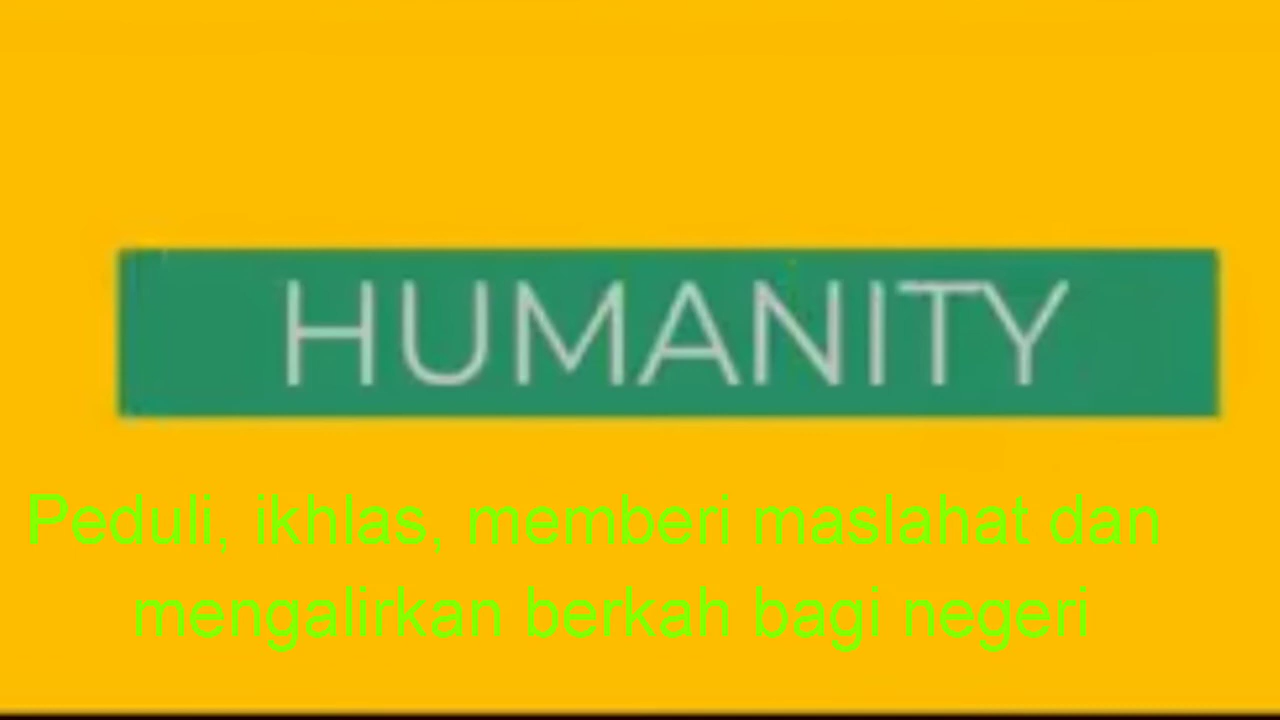 HUMANITY
Peduli, ikhlas, memberi maslahat dan
mengalirkan berkah bagi negeri